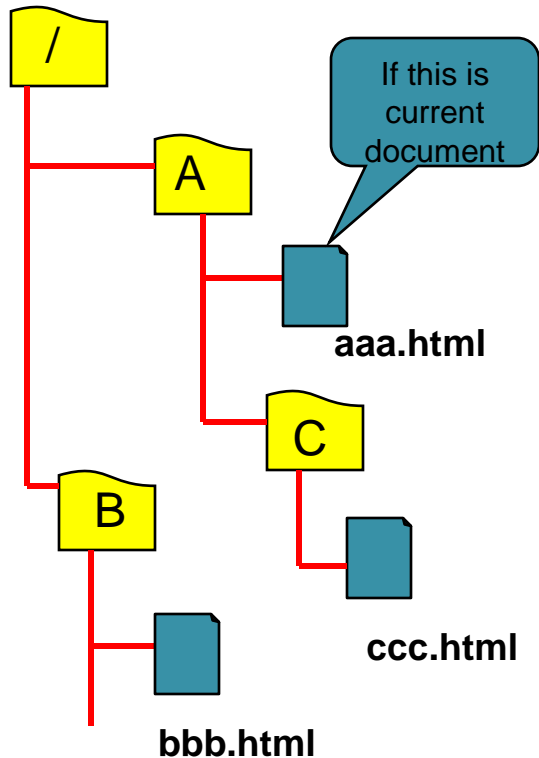 /
If this is
current
document
A
aaa.html
C
B
ccc.html
bbb.html